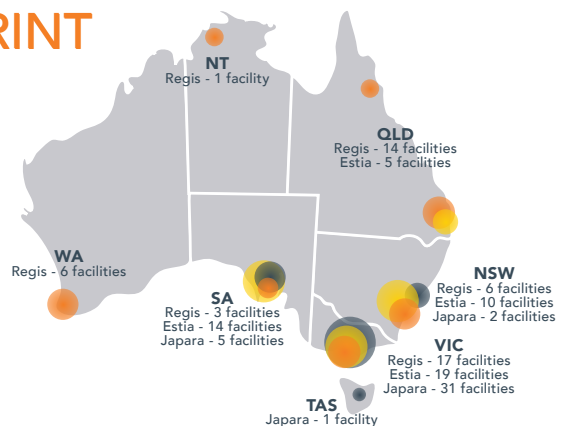 RINT
NT
Regis - 1 facility
QLD
Regis - 14 facilities
Estia - 5 facilities
WA
Regis - 6 facilities
SA
Regis - 3 facilities
Estia - 14 facilities
Japara - 5 facilities
NSW
Regis - 6 facilities
Estia - 10 facilities
Japara - 2 facilities
VIC
Regis - 17 facilities
Estia - 19 facilities
Japara - 31 facilities
TAS
Japara - 1 facility